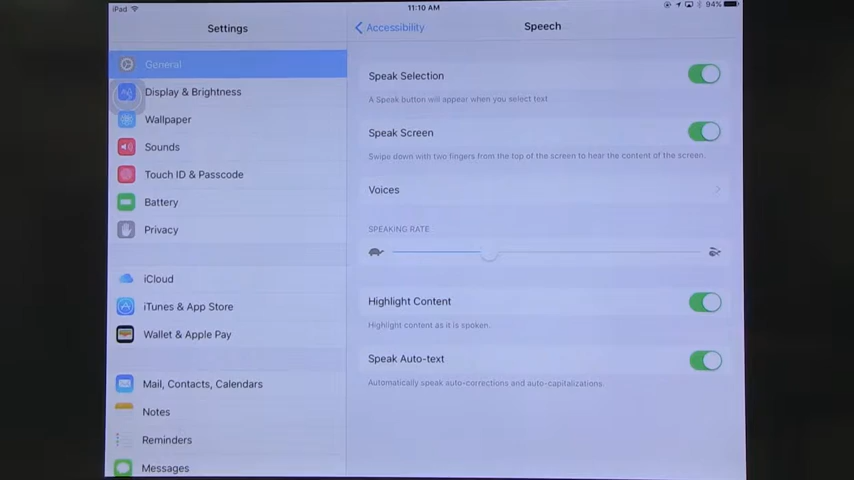 iPad
11:10 AM
94%
Settings
Accessibility
Speech
General
Display & Brightness
Wallpaper
Sounds
Touch ID & Passcode
Battery
Privacy
iCloud
iTunes & App Store
Wallet & Apple Pay
Mail, Contacts, Calendars
Notes
Reminders
Messages
Speak Selection
A Speak button will appear when you select text.
Speak Screen
Swipe down with two fingers from the top of the screen to hear the content of the screen.
Voices
SPEAKING RATE
Highlight Content
Highlight content as it is spoken.
Speak Auto-text
Automatically speak auto-corrections and auto-capitalizations.